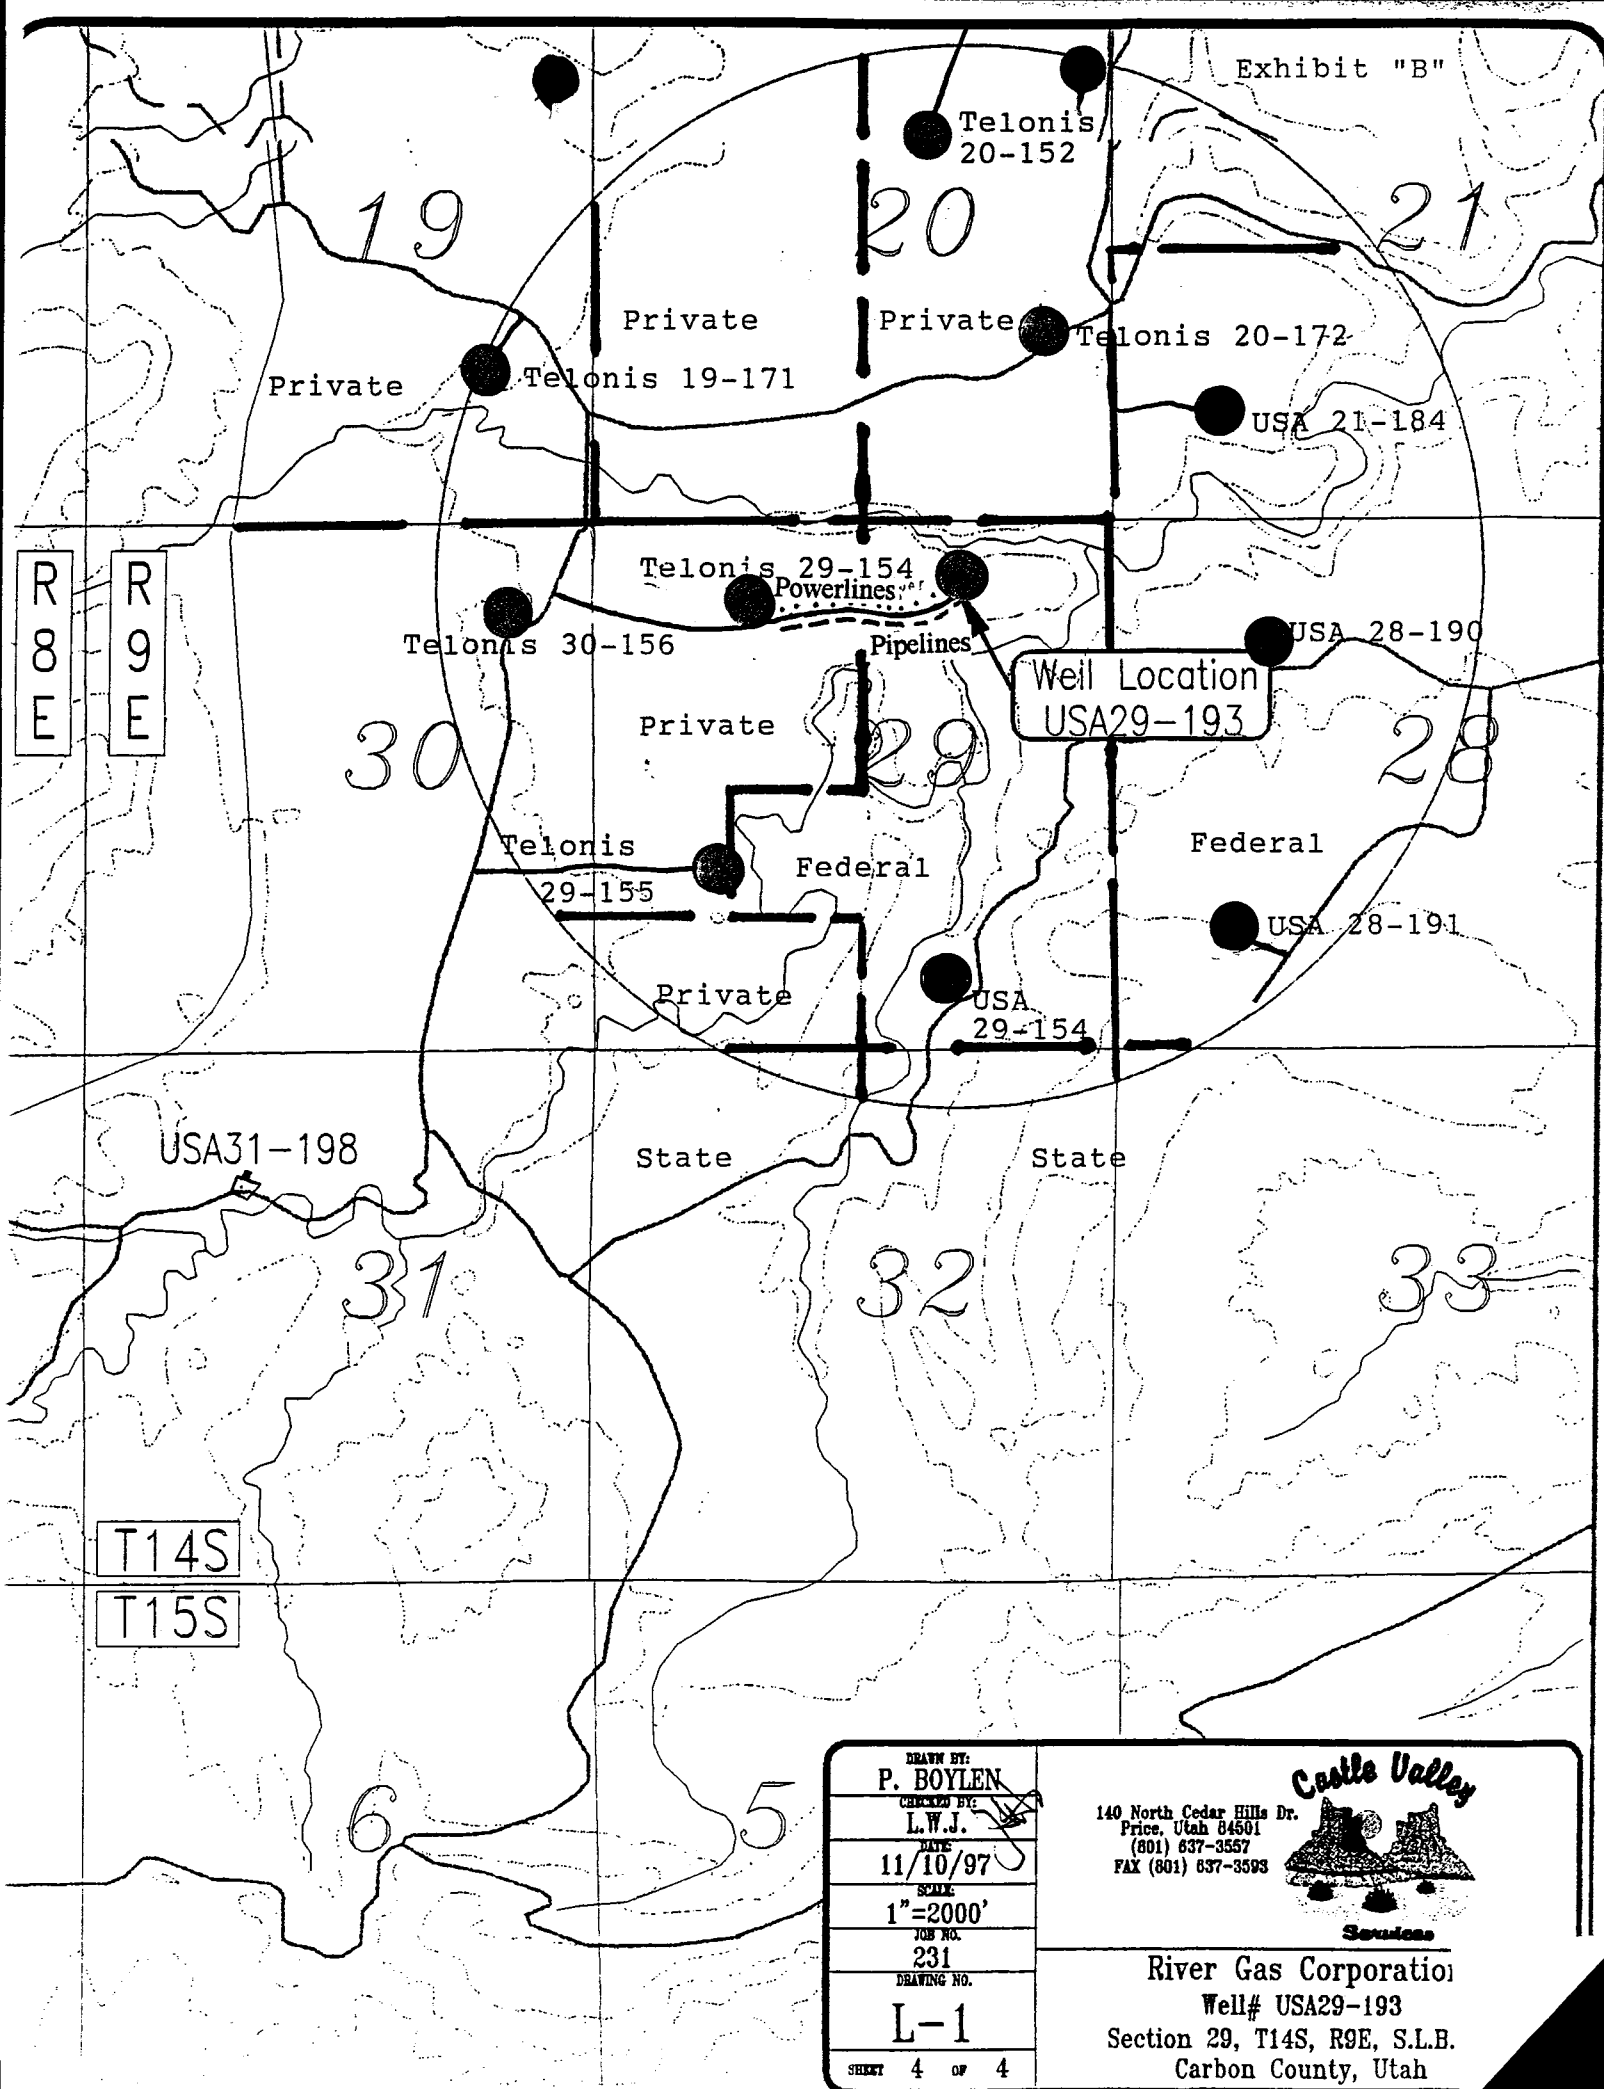 Exhibit "B"
Telonis
20-152
19
20
21
Private
Private
Private
Telonis 20-172
Telonis 19-171
USA 21-184
R
8
E
R
9
E
Telonis 29-154
Powerlines
Telonis 30-156
Pipelines
USA 28-190
Well Location
USA29-193
Private
30
29
28
Telonis
29-155
Federal
Federal
USA 28-191
Private
USA
29-154
USA31-198
State
State
31
32
33
T14S
T15S
6
5
DRAWN BY:
P. BOYLEN
CHECKED BY:
L.W.J.
DATE:
11/10/97
SCALE:
1"=2000'
JOB NO.
231
DRAWING NO.
L-1
SHEET 4 OF 4
Castle Valley
140 North Cedar Hills Dr.
Price, Utah 84501
(801) 637-3557
FAX (801) 637-3593
Services
River Gas Corporation
Well# USA29-193
Section 29, T14S, R9E, S.L.B.
Carbon County, Utah